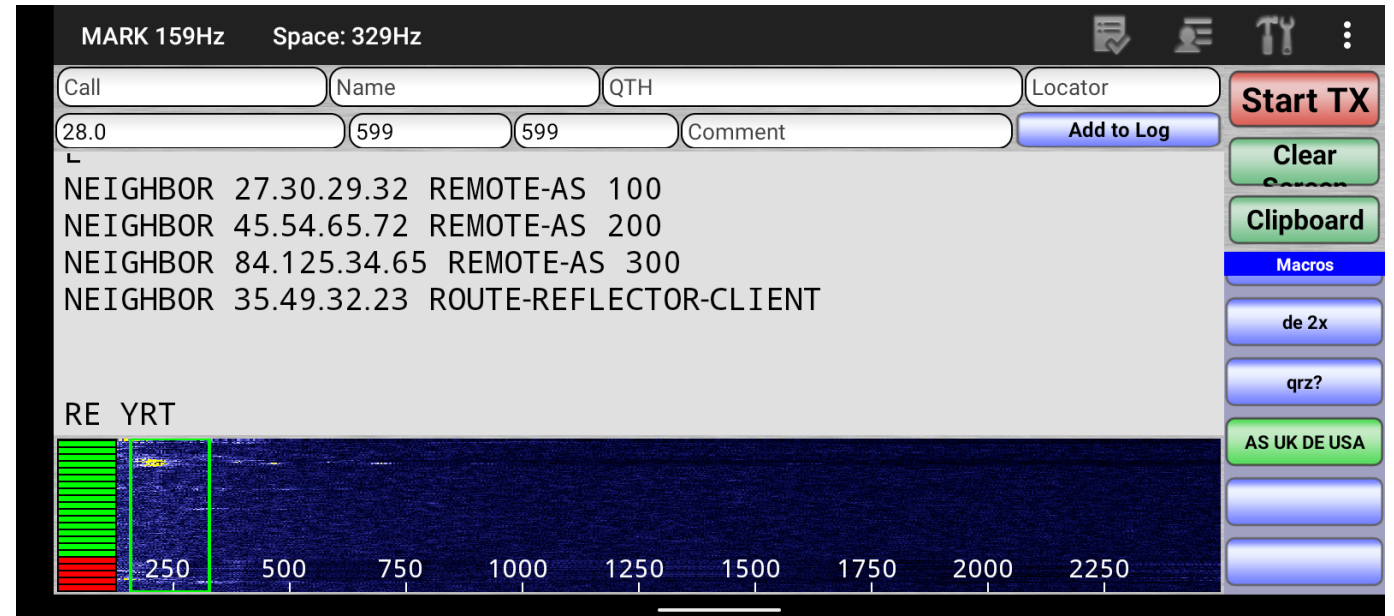 MARK 159Hz Space: 329Hz
Call Name QTH Locator
Start TX
28.0 599 599 Comment Add to Log
Clear
NEIGHBOR 27.30.29.32 REMOTE-AS 100
NEIGHBOR 45.54.65.72 REMOTE-AS 200
Clipboard
NEIGHBOR 84.125.34.65 REMOTE-AS 300
Macros
NEIGHBOR 35.49.32.23 ROUTE-REFLECTOR-CLIENT
de 2x
qrz?
RE YRT
AS UK DE USA
250 500 750 1000 1250 1500 1750 2000 2250